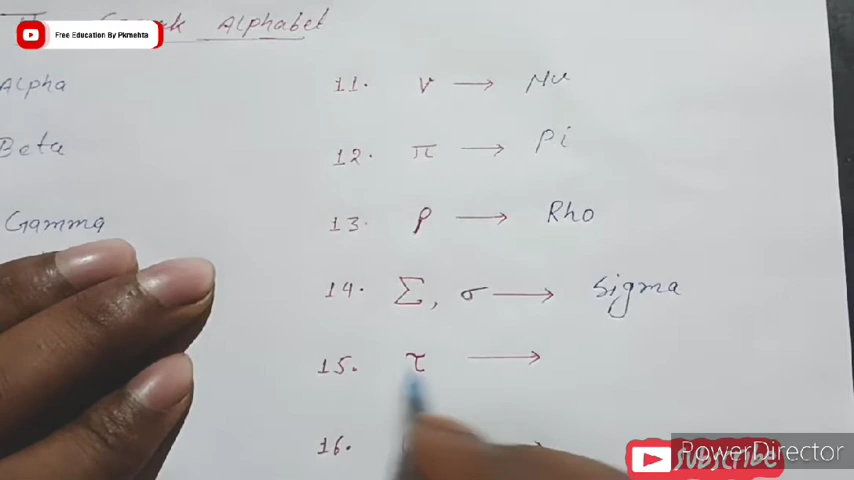 Greek Alphabet
Free Education By Pkmehta
Alpha
Beta
Gamma
11. ν → Nu
12. π → Pi
13. ρ → Rho
14. Σ, σ → Sigma
15. τ →
16.
SUBSCRIBE
PowerDirector